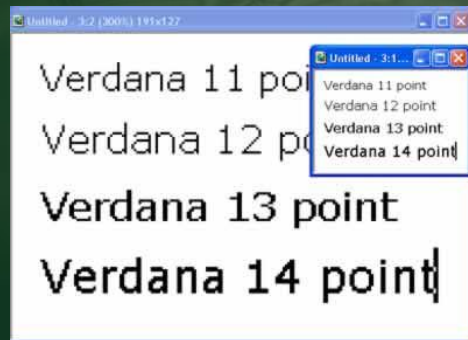 Untitled - 3:2 (300%) 191x127
Verdana 11 poi
Verdana 12 po
Verdana 13 point
Verdana 14 point
Untitled - 3:1...
Verdana 11 point
Verdana 12 point
Verdana 13 point
Verdana 14 point